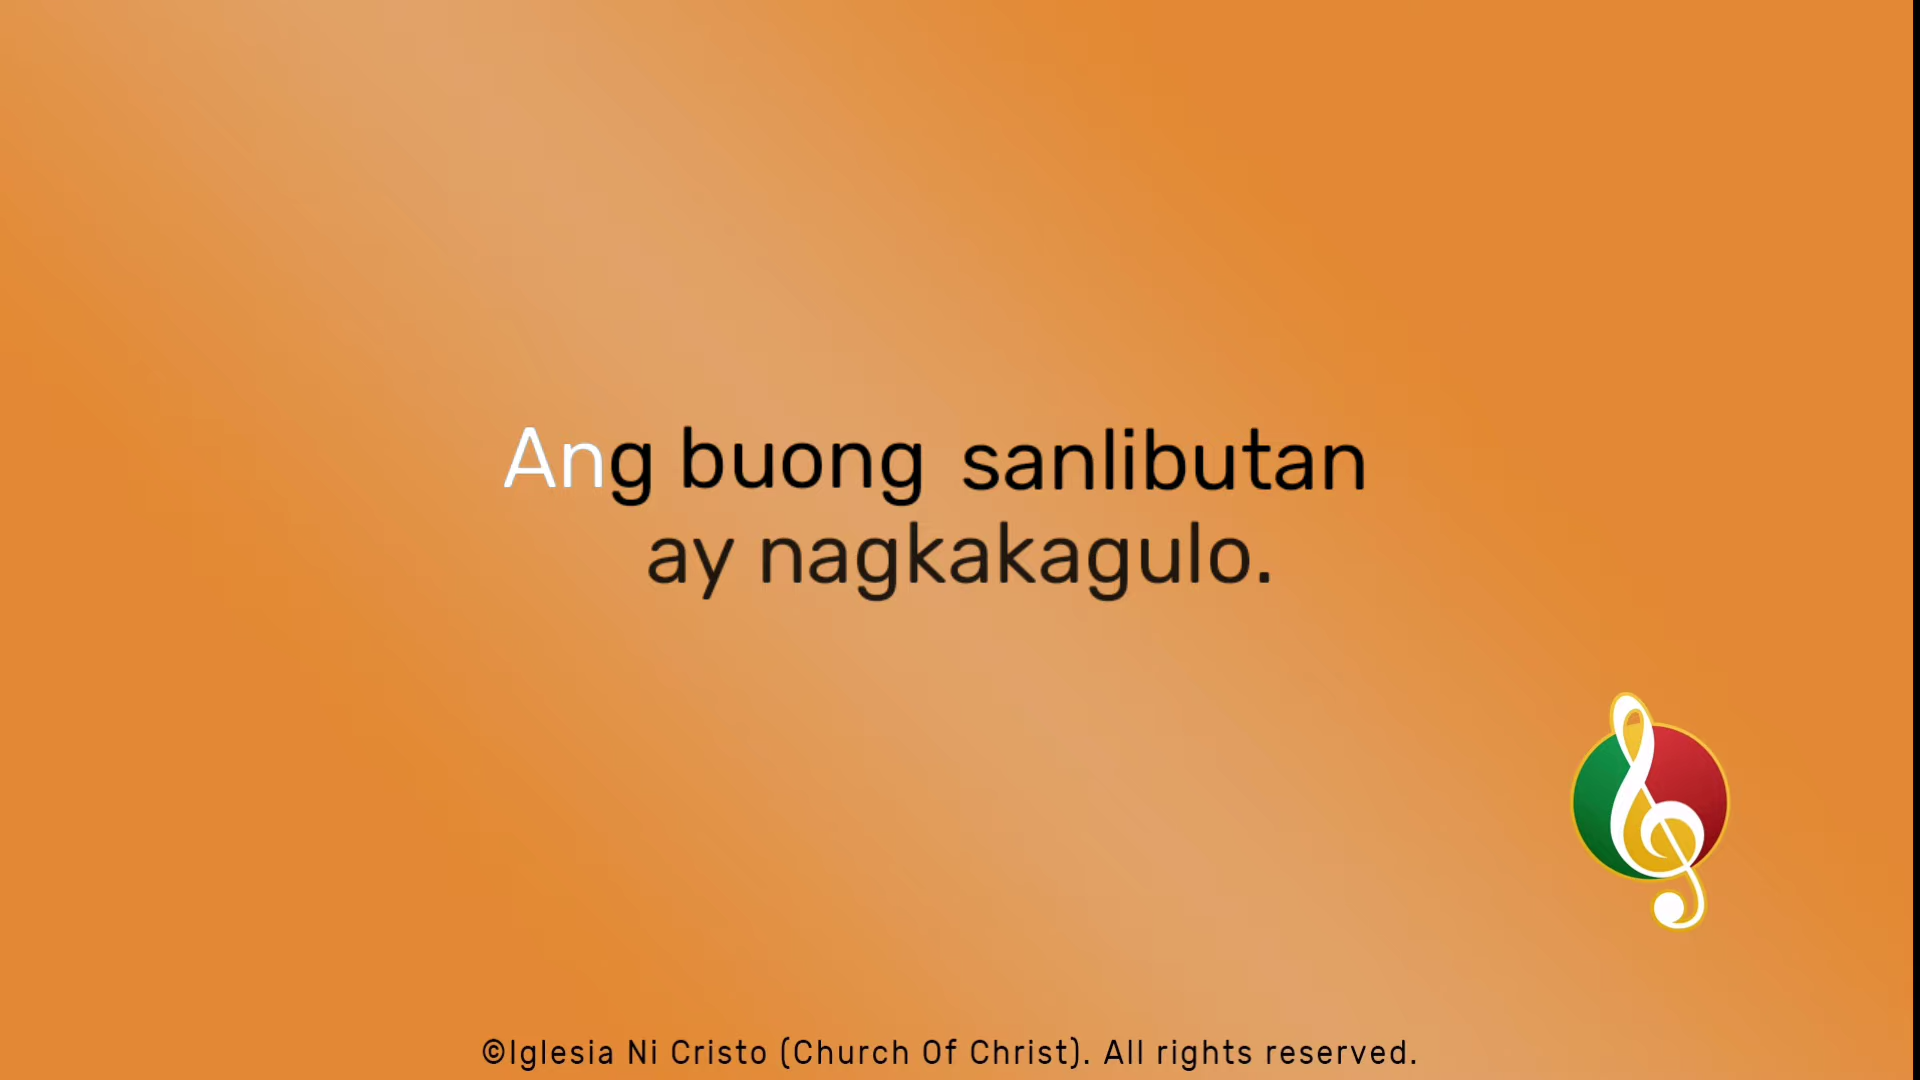 Ang buong sanlibutan
ay nagkakagulo.
©Iglesia Ni Cristo (Church Of Christ). All rights reserved.